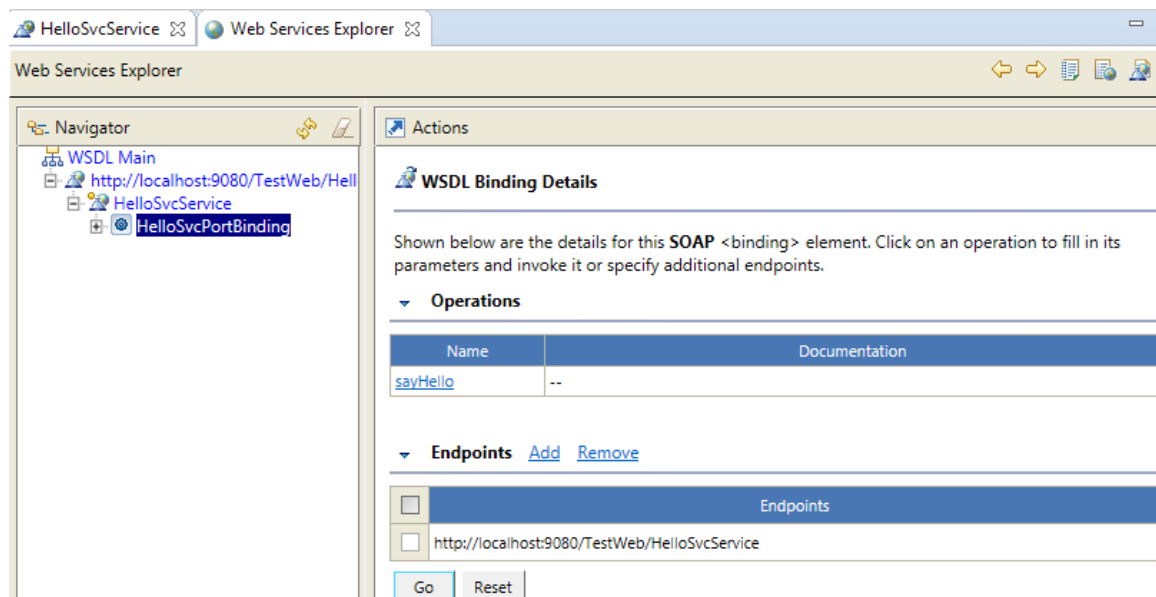 HelloSvcService
Web Services Explorer
Web Services Explorer
Navigator
WSDL Main
http://localhost:9080/TestWeb/Hell
HelloSvcService
HelloSvcPortBinding
Actions
WSDL Binding Details
Shown below are the details for this SOAP <binding> element. Click on an operation to fill in its
parameters and invoke it or specify additional endpoints.
Operations
Name Documentation
sayHello --
Endpoints Add Remove
Endpoints
http://localhost:9080/TestWeb/HelloSvcService
Go Reset